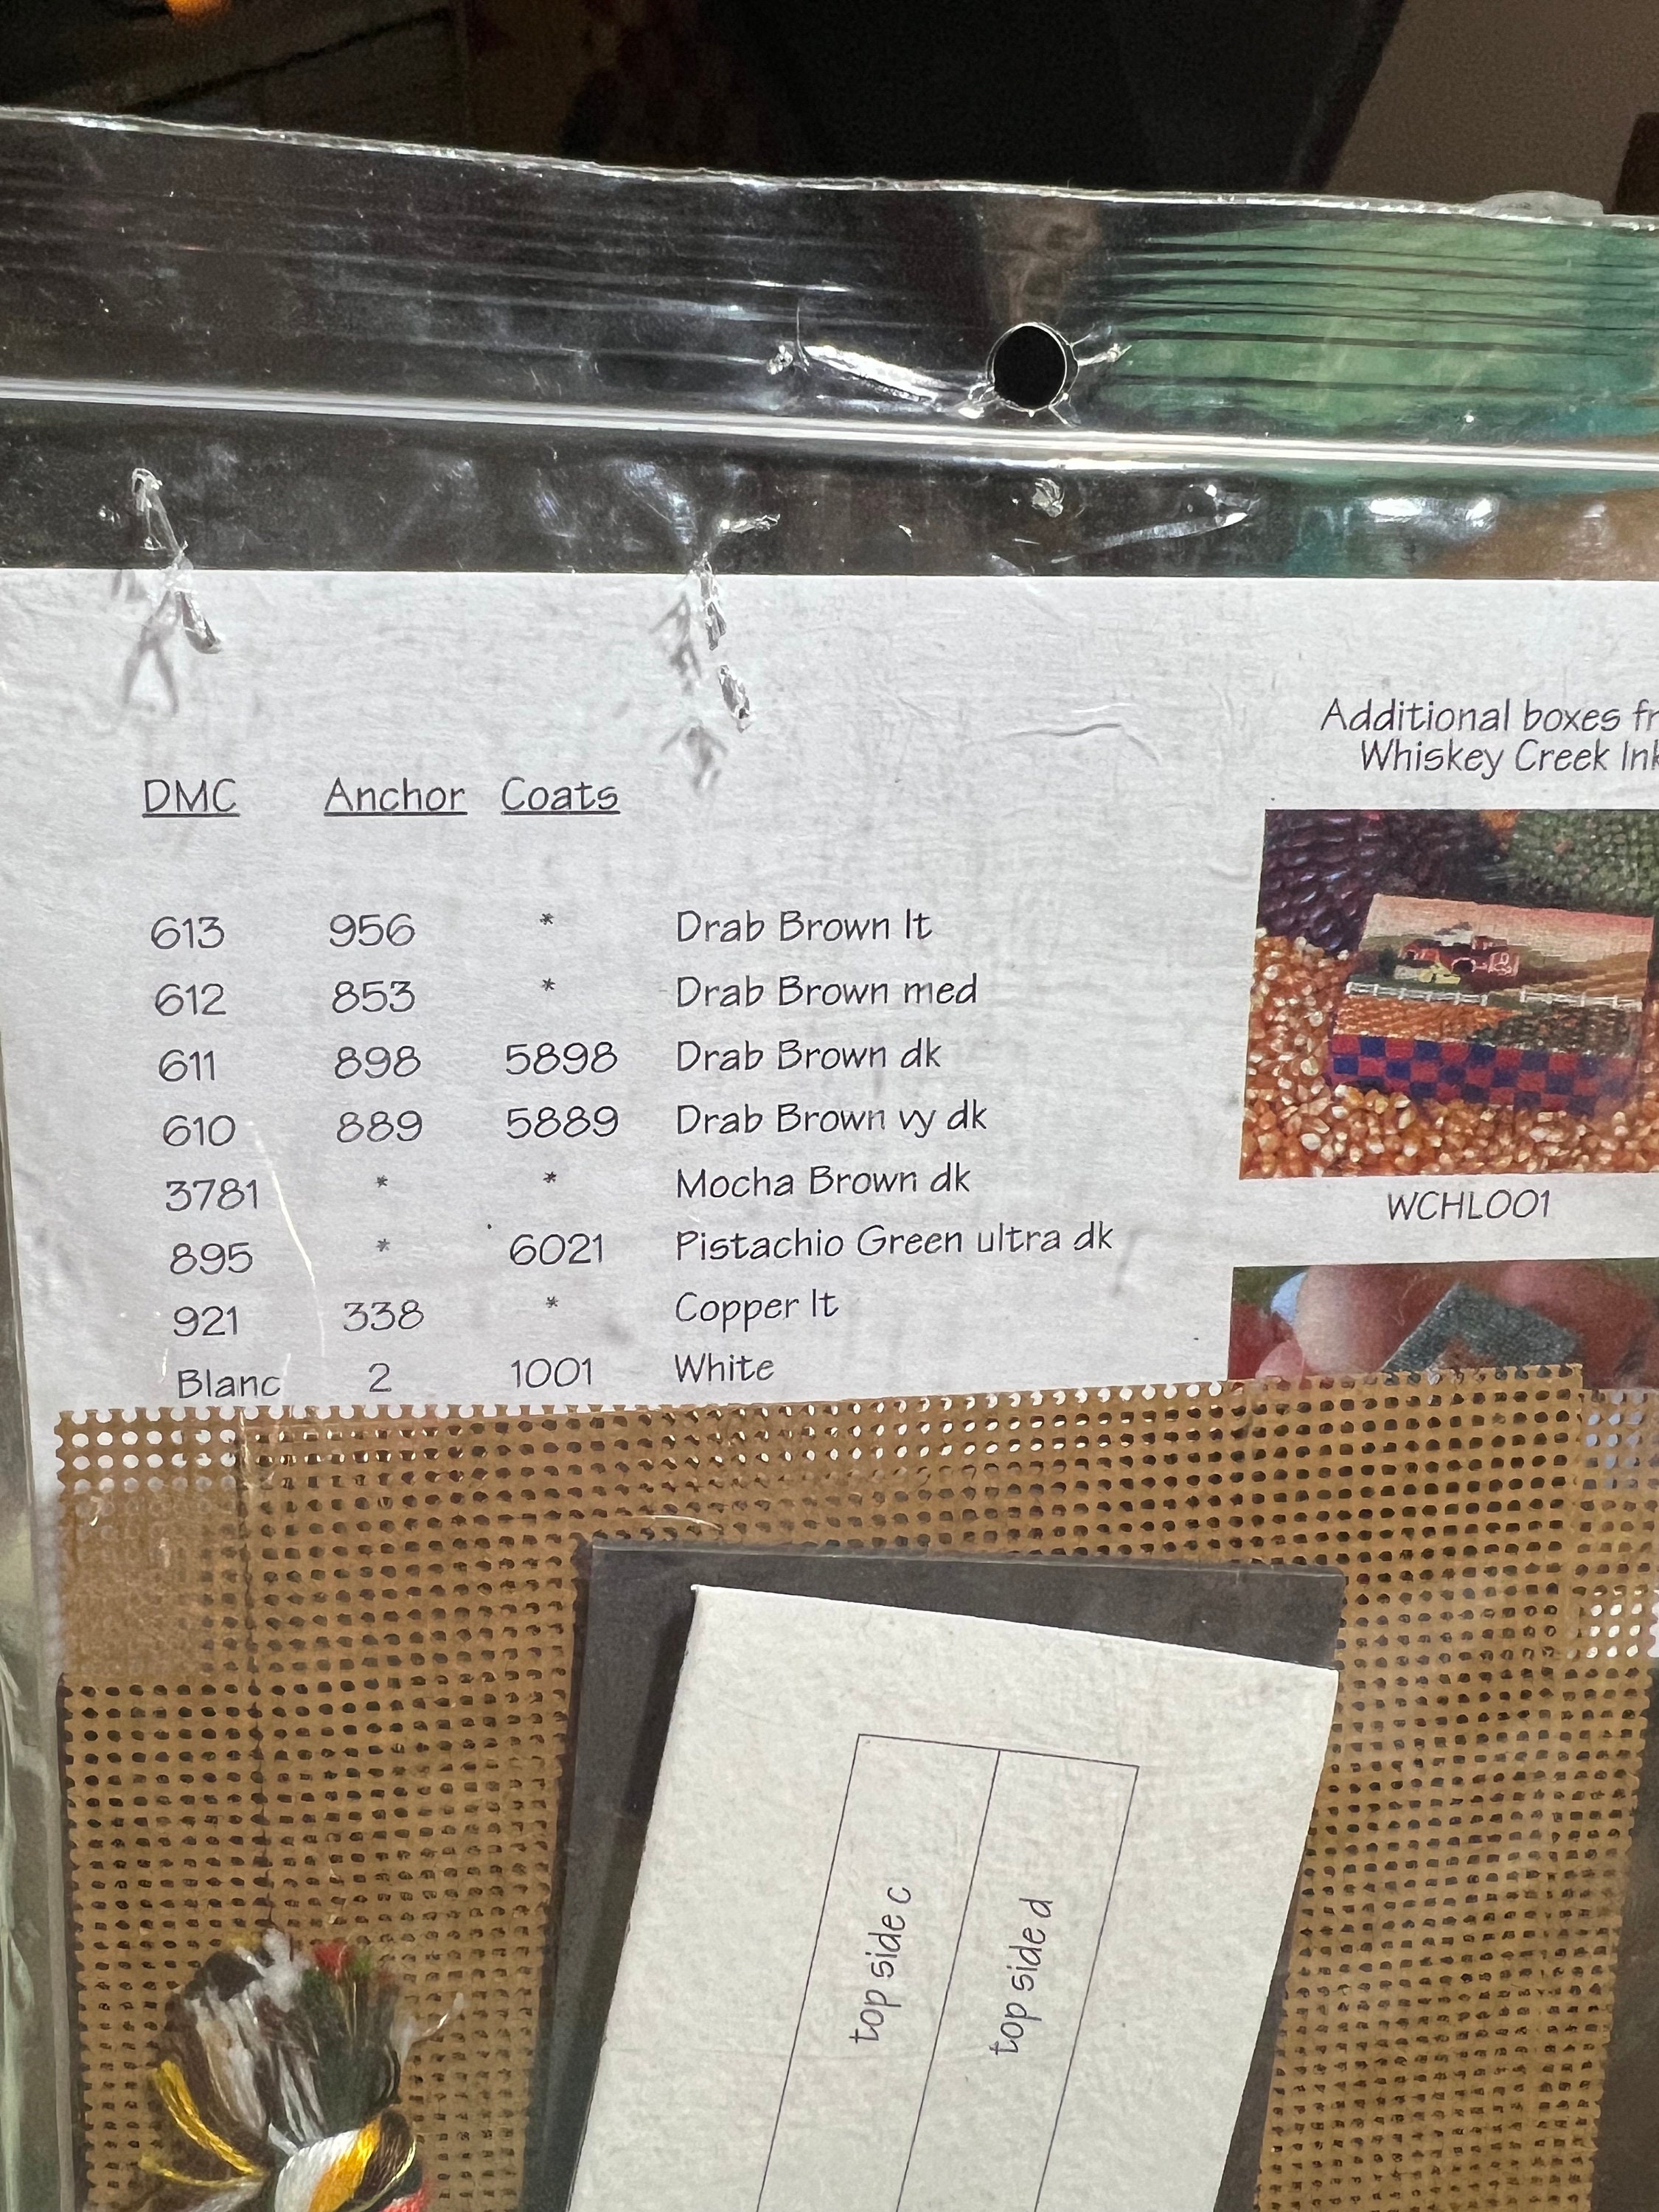 Additional boxes
Whiskey Creek
DMC Anchor Coats
613 956 * Drab Brown lt
612 853 * Drab Brown med
611 898 5898 Drab Brown dk
610 889 5889 Drab Brown vy dk
3781 * * Mocha Brown dk
895 * 6021 Pistachio Green ultra dk
921 338 * Copper lt
Blanc 2 1001 White
WCHL001
top side c
top side d